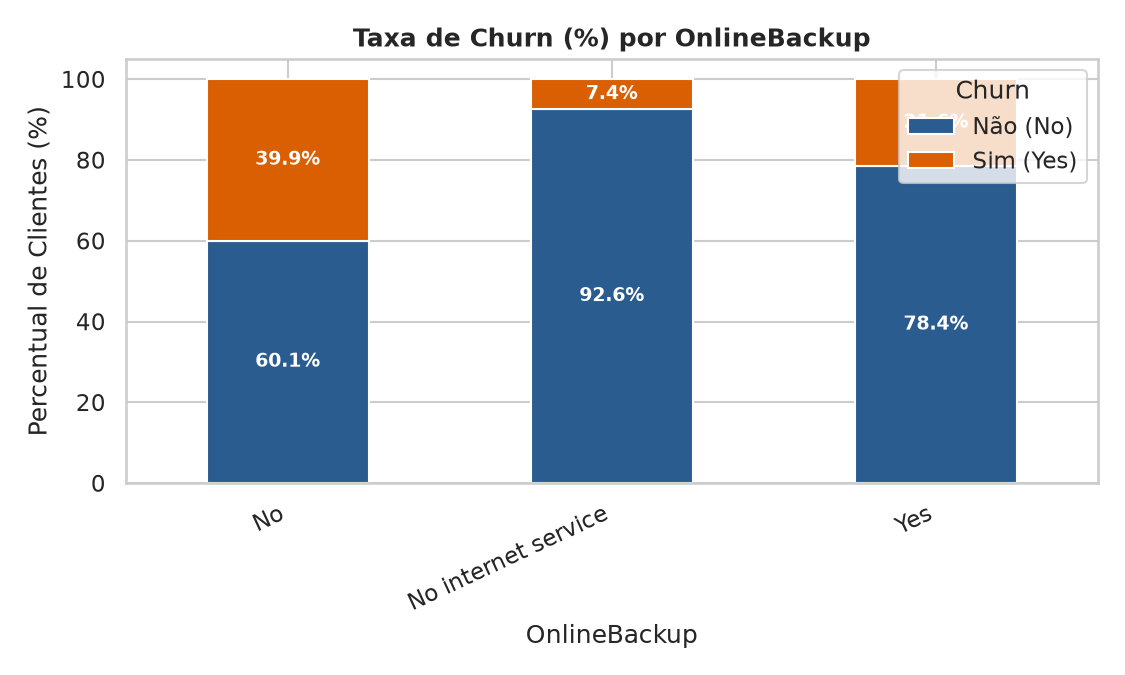 Taxa de Churn (%) por OnlineBackup
Percentual de Clientes (%)
100
80
60
40
20
0
39.9%
60.1%
7.4%
92.6%
78.4%
Churn
Não (No)
Sim (Yes)
No
No internet service
Yes
OnlineBackup